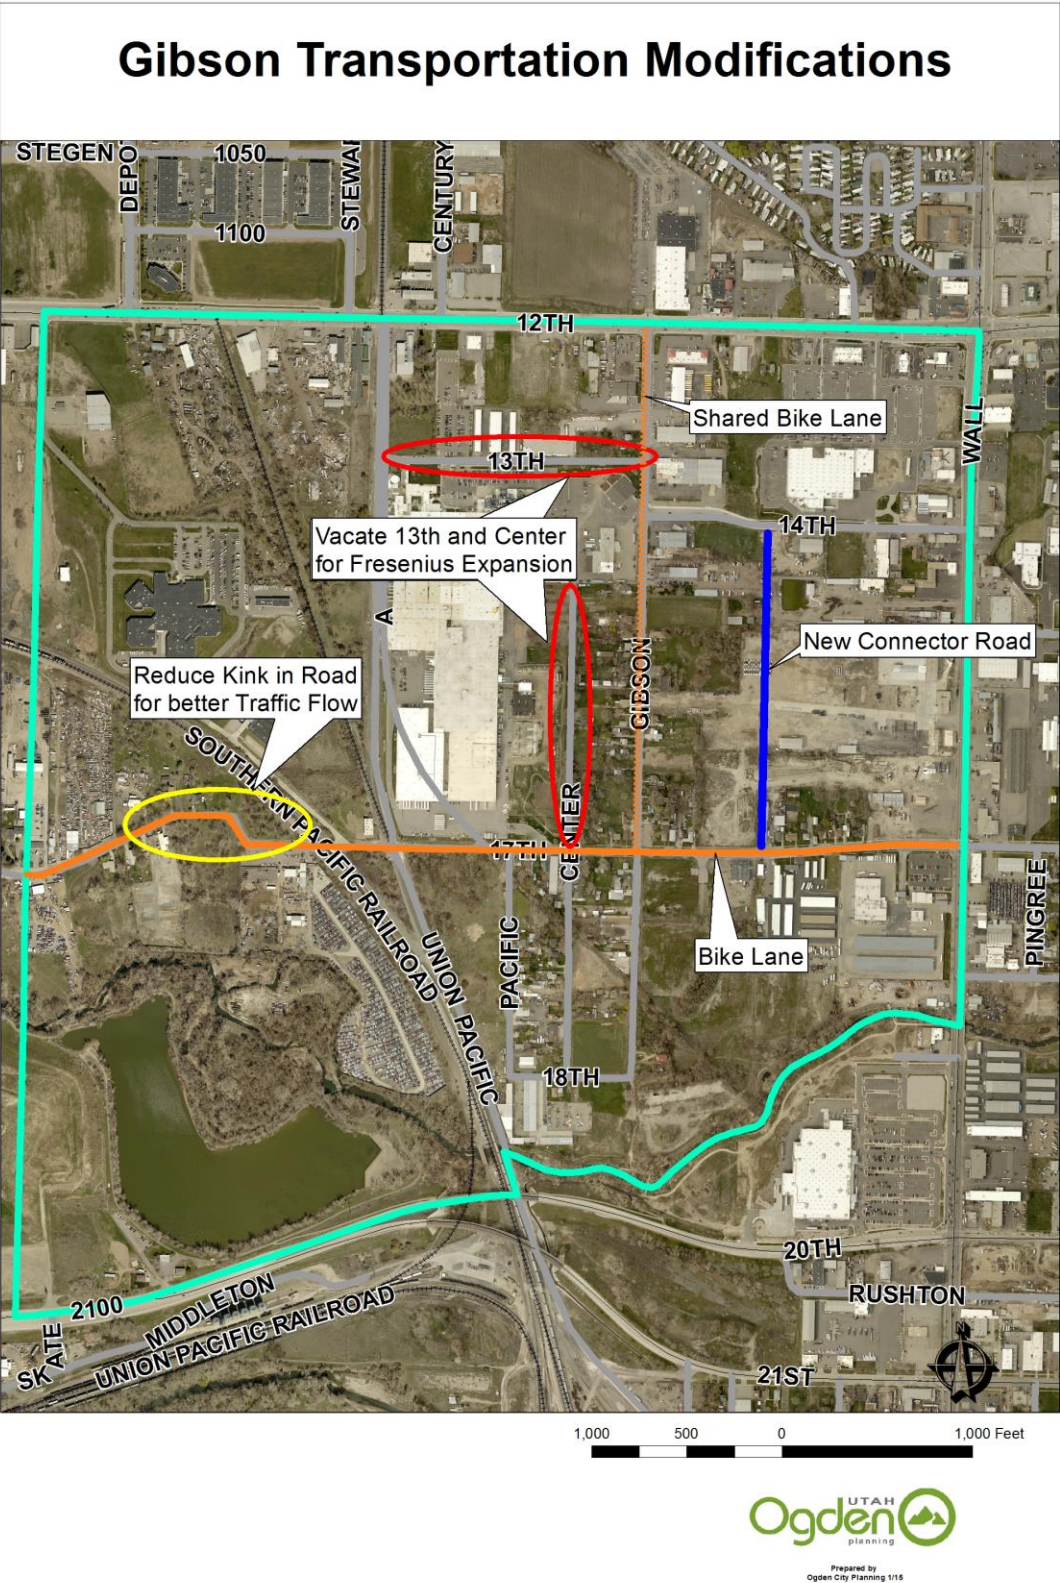 Gibson Transportation Modifications
STEGEN
DEPO
1050
STEWAR
CENTURY
1100
12TH
WALL
Shared Bike Lane
13TH
14TH
Vacate 13th and Center
for Fresenius Expansion
A
GIBSON
New Connector Road
Reduce Kink in Road
for better Traffic Flow
SOUTHERN PACIFIC RAILROAD
17TH
CENTER
PINGREE
UNION PACIFIC
PACIFIC
Bike Lane
18TH
20TH
2100
MIDDLETON
RUSHTON
UNION PACIFIC RAILROAD
SKATE
21ST
N
1,000 500 0 1,000 Feet
UTAH
Ogden
planning
Prepared by
Ogden City Planning 1/15